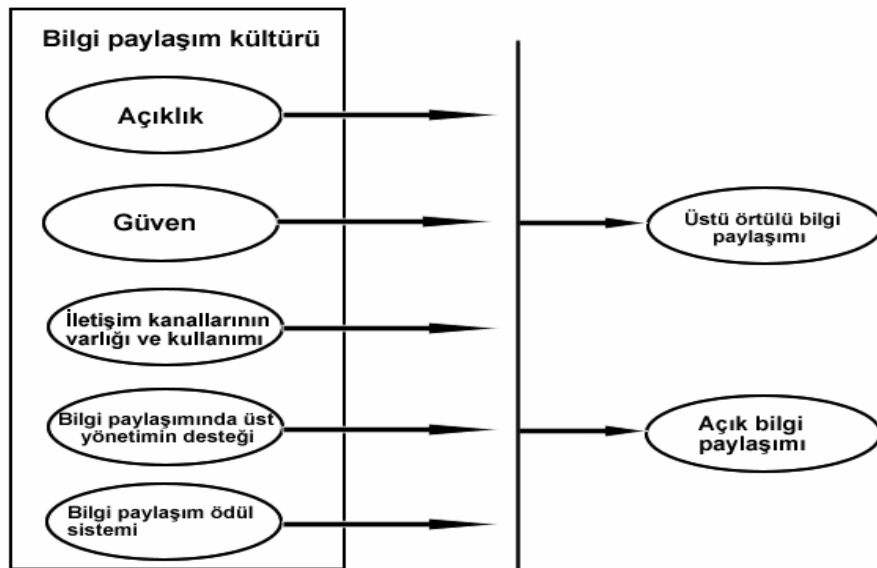 Bilgi paylaşım kültürü
Açıklık
Güven
İletişim kanallarının
varlığı ve kullanımı
Bilgi paylaşımında üst
yönetimin desteği
Bilgi paylaşım ödül
sistemi
Üstü örtülü bilgi
paylaşımı
Açık bilgi
paylaşımı